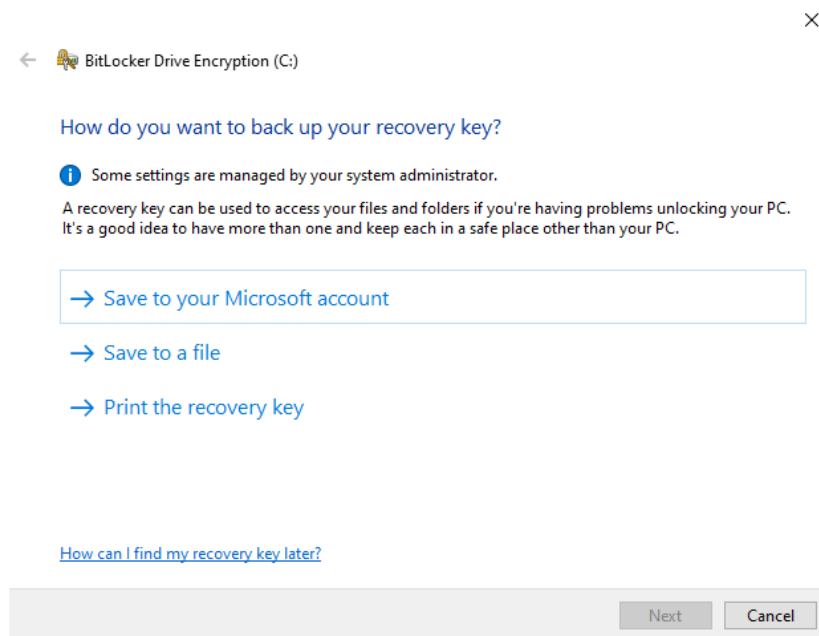 BitLocker Drive Encryption (C:)
How do you want to back up your recovery key?
Some settings are managed by your system administrator.
A recovery key can be used to access your files and folders if you're having problems unlocking your PC.
It's a good idea to have more than one and keep each in a safe place other than your PC.
Save to your Microsoft account
Save to a file
Print the recovery key
How can I find my recovery key later?
Next Cancel